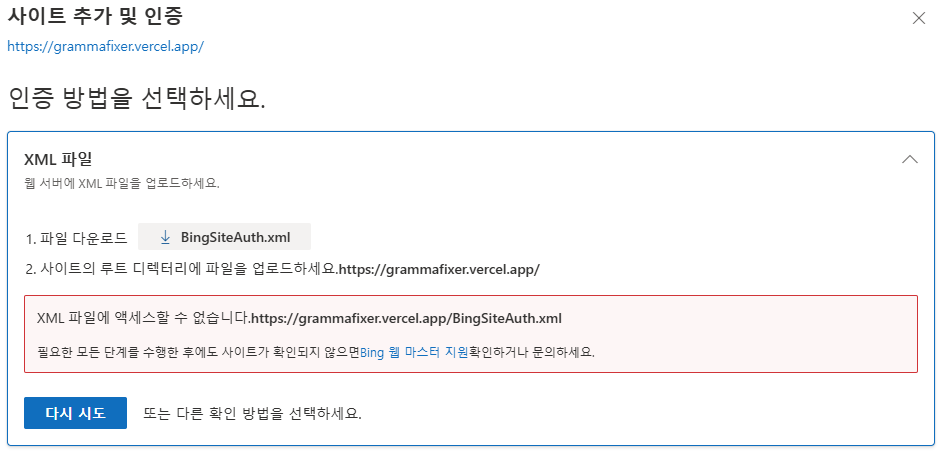 사이트 추가 및 인증
https://grammafixer.vercel.app/
인증 방법을 선택하세요.
XML 파일
웹 서버에 XML 파일을 업로드하세요.
1. 파일 다운로드 BingSiteAuth.xml
2. 사이트의 루트 디렉터리에 파일을 업로드하세요.https://grammafixer.vercel.app/
XML 파일에 액세스할 수 없습니다.https://grammafixer.vercel.app/BingSiteAuth.xml
필요한 모든 단계를 수행한 후에도 사이트가 확인되지 않으면Bing 웹 마스터 지원확인하거나 문의하세요.
다시 시도 또는 다른 확인 방법을 선택하세요.